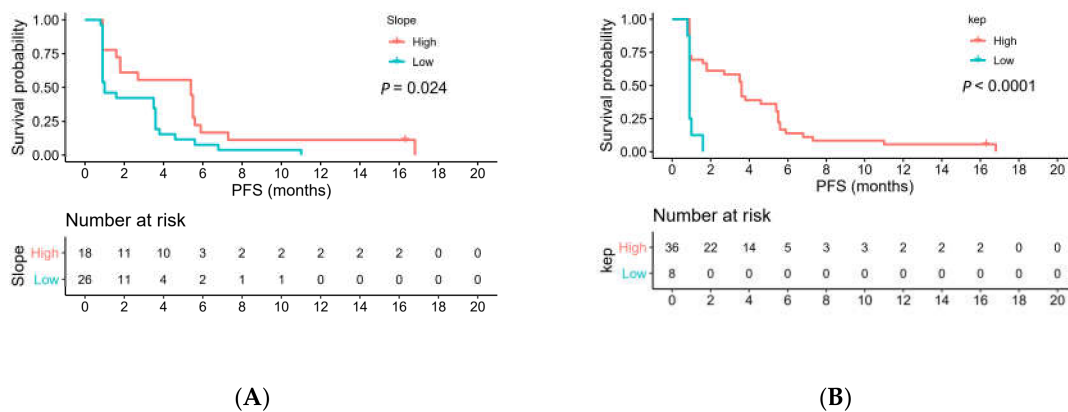 Survival probability
1.00
0.75
0.50
0.25
0.00
Slope
High
Low
P = 0.024
0 2 4 6 8 10 12 14 16 18 20
PFS (months)
Number at risk
Slope
High 18 11 10 3 2 2 2 2 2 0 0
Low 26 11 4 2 1 1 0 0 0 0 0
0 2 4 6 8 10 12 14 16 18 20
(A)
Survival probability
1.00
0.75
0.50
0.25
0.00
kep
High
Low
P < 0.0001
0 2 4 6 8 10 12 14 16 18 20
PFS (months)
Number at risk
kep
High 36 22 14 5 3 3 2 2 2 0 0
Low 8 0 0 0 0 0 0 0 0 0 0
0 2 4 6 8 10 12 14 16 18 20
(B)